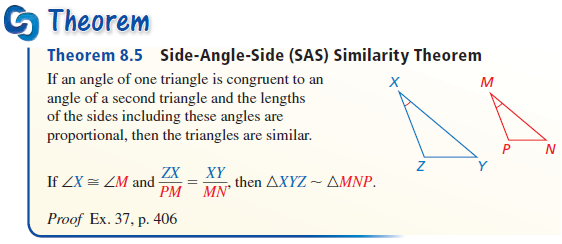 Theorem
Theorem 8.5 Side-Angle-Side (SAS) Similarity Theorem
If an angle of one triangle is congruent to an
angle of a second triangle and the lengths
of the sides including these angles are
proportional, then the triangles are similar.
X
M
Z
Y
P
N
If ∠X ≅ ∠M and ZX/PM = XY/MN, then △XYZ ~ △MNP.
Proof Ex. 37, p. 406